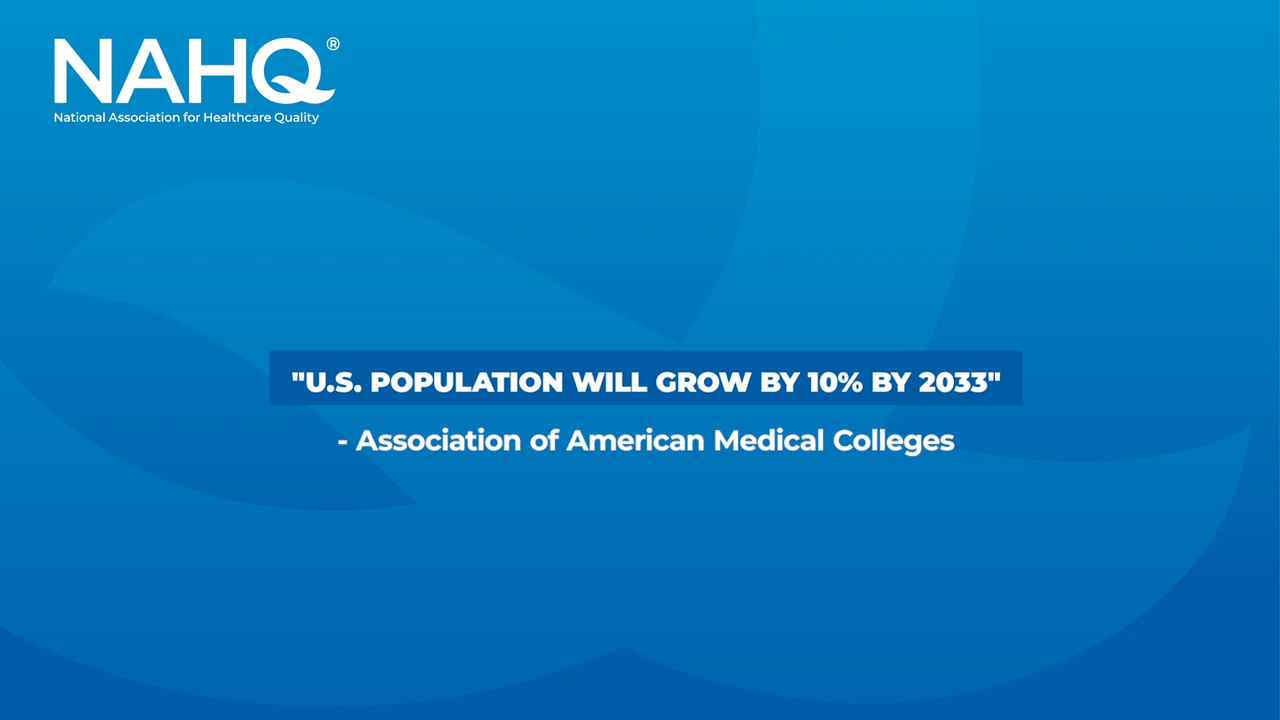 NAHQ®
National Association for Healthcare Quality
"U.S. POPULATION WILL GROW BY 10% BY 2033"
- Association of American Medical Colleges